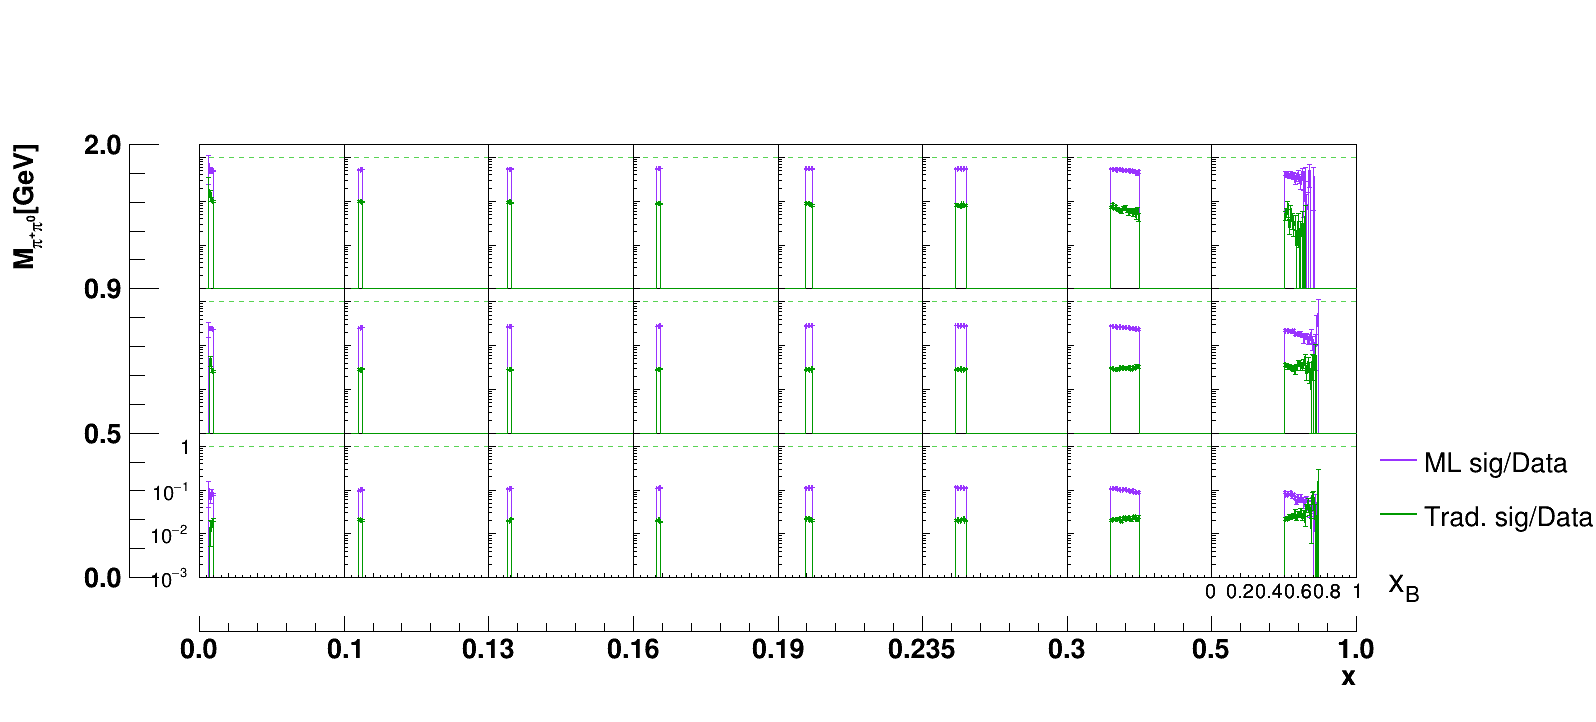 M π⁺π⁰ [GeV]
2.0
0.9
0.5
0.0
1
10⁻¹
10⁻²
10⁻³
ML sig/Data
Trad. sig/Data
0 0.2 0.4 0.6 0.8 1
x_B
0.0 0.1 0.13 0.16 0.19 0.235 0.3 0.5 1.0
x